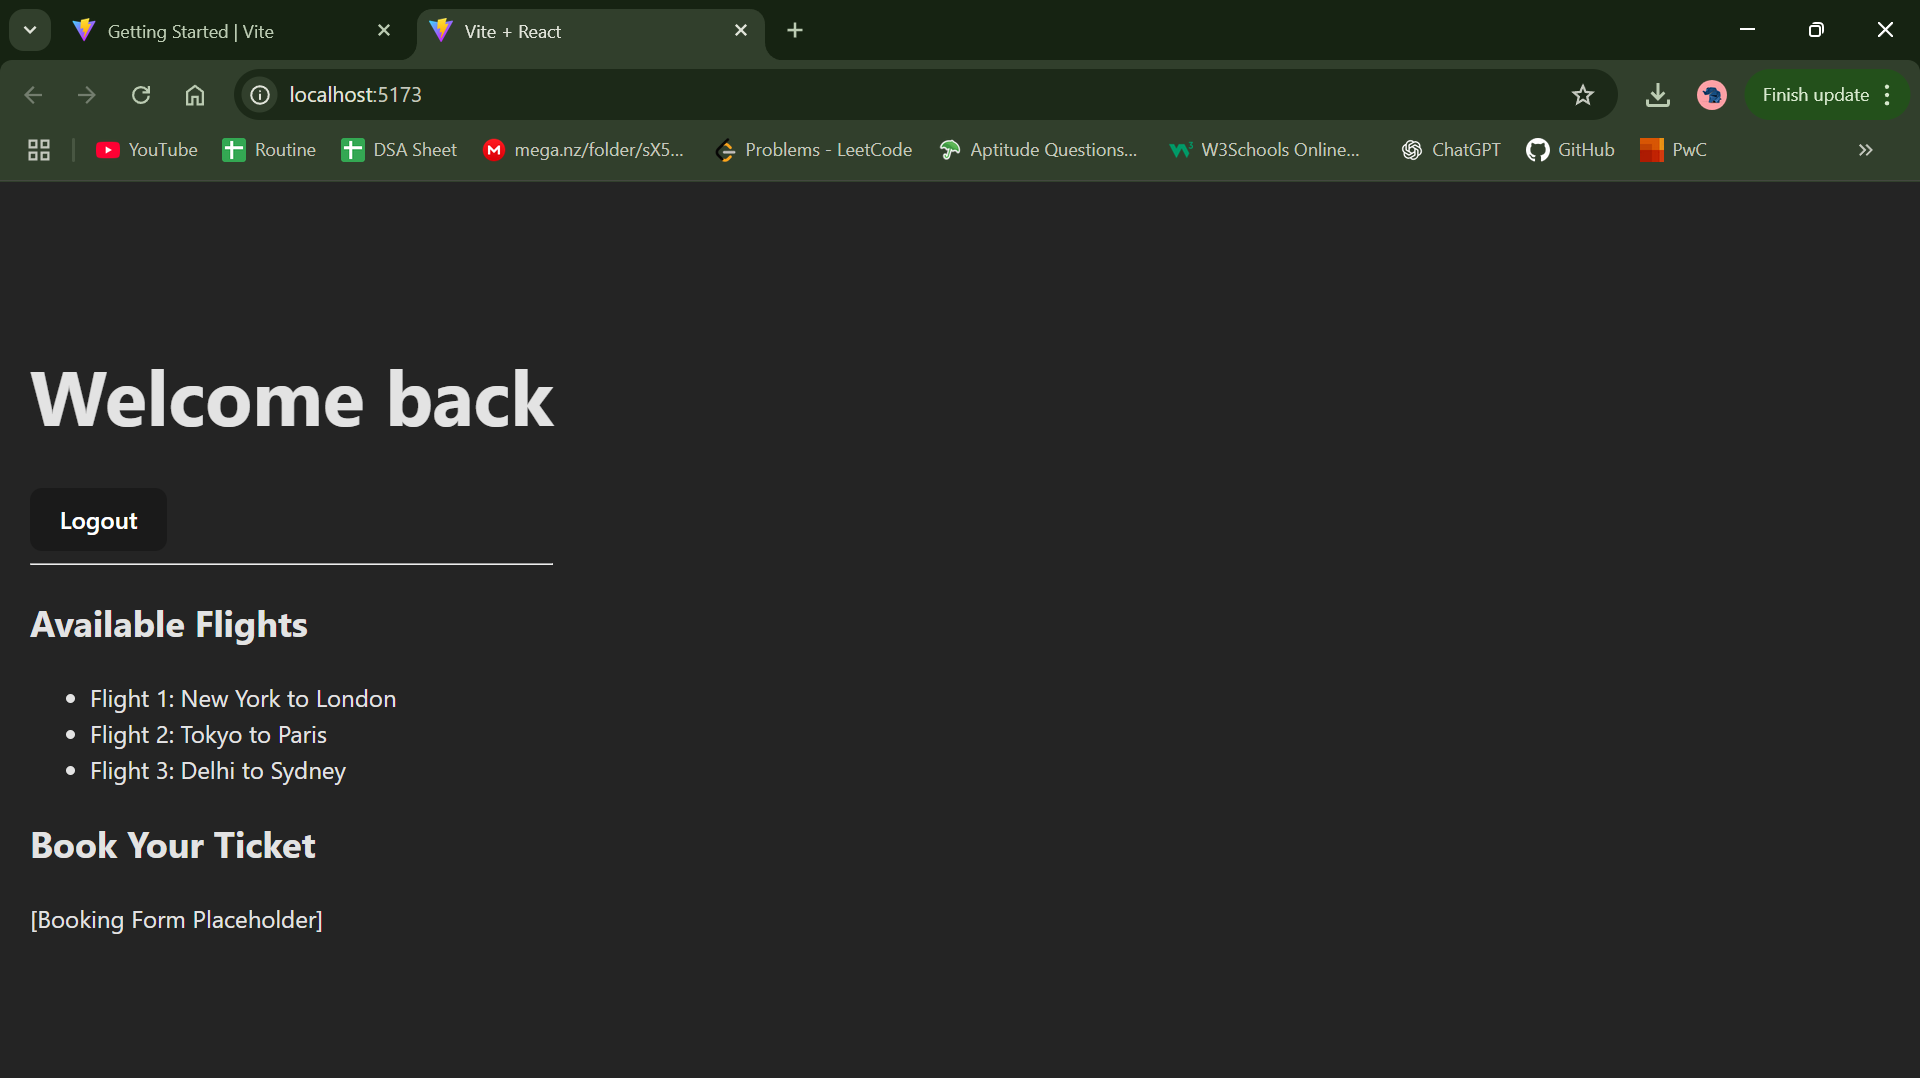 Getting Started | Vite
Vite + React
localhost:5173
Finish update
YouTube
Routine
DSA Sheet
mega.nz/folder/sX5...
Problems - LeetCode
Aptitude Questions...
W3Schools Online...
ChatGPT
GitHub
PwC
Welcome back
Logout
Available Flights
Flight 1: New York to London
Flight 2: Tokyo to Paris
Flight 3: Delhi to Sydney
Book Your Ticket
[Booking Form Placeholder]